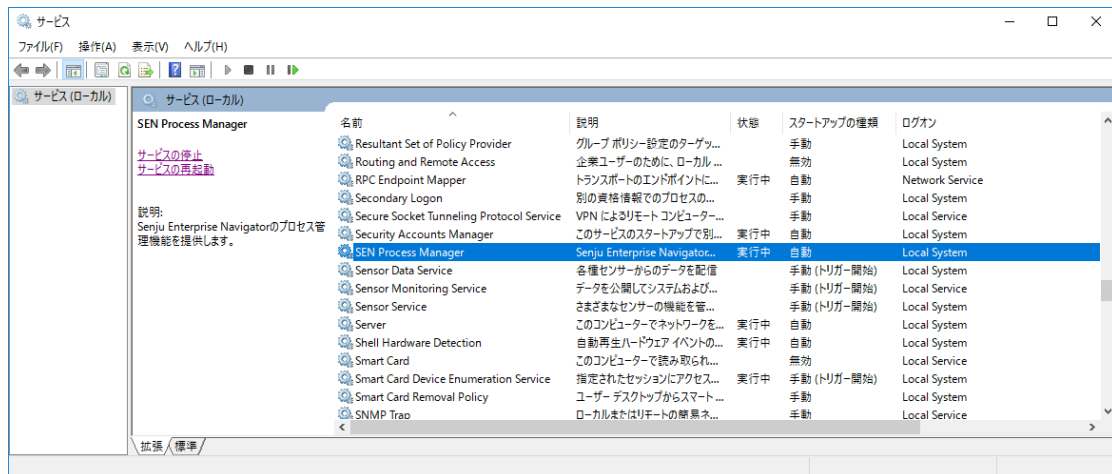 サービス
ファイル(F) 操作(A) 表示(V) ヘルプ(H)
サービス (ローカル)
サービス (ローカル)
SEN Process Manager
サービスの停止
サービスの再起動
説明:
Senju Enterprise Navigatorのプロセス管
理機能を提供します。
名前 説明 状態 スタートアップの種類 ログオン
Resultant Set of Policy Provider グループ ポリシー設定のターゲッ... 手動 Local System
Routing and Remote Access 企業ユーザーのために、ローカル ... 無効 Local System
RPC Endpoint Mapper トランスポートのエンドポイントに... 実行中 自動 Network Service
Secondary Logon 別の資格情報でのプロセスの... 手動 Local System
Secure Socket Tunneling Protocol Service VPN によるリモート コンピューター... 手動 Local Service
Security Accounts Manager このサービスのスタートアップで別... 実行中 自動 Local System
SEN Process Manager Senju Enterprise Navigator... 実行中 自動 Local System
Sensor Data Service 各種センサーからのデータを配信 手動 (トリガー開始) Local System
Sensor Monitoring Service データを公開してシステムおよび... 手動 (トリガー開始) Local Service
Sensor Service さまざまなセンサーの機能を管... 手動 (トリガー開始) Local System
Server このコンピューターでネットワークを... 実行中 自動 Local System
Shell Hardware Detection 自動再生ハードウェア イベントの... 実行中 自動 Local System
Smart Card このコンピューターで読み取られ... 無効 Local Service
Smart Card Device Enumeration Service 指定されたセッションにアクセス... 実行中 手動 (トリガー開始) Local System
Smart Card Removal Policy ユーザー デスクトップからスマート ... 手動 Local System
SNMP Trap ローカルまたはリモートの簡易ネ... 手動 Local Service
拡張 標準